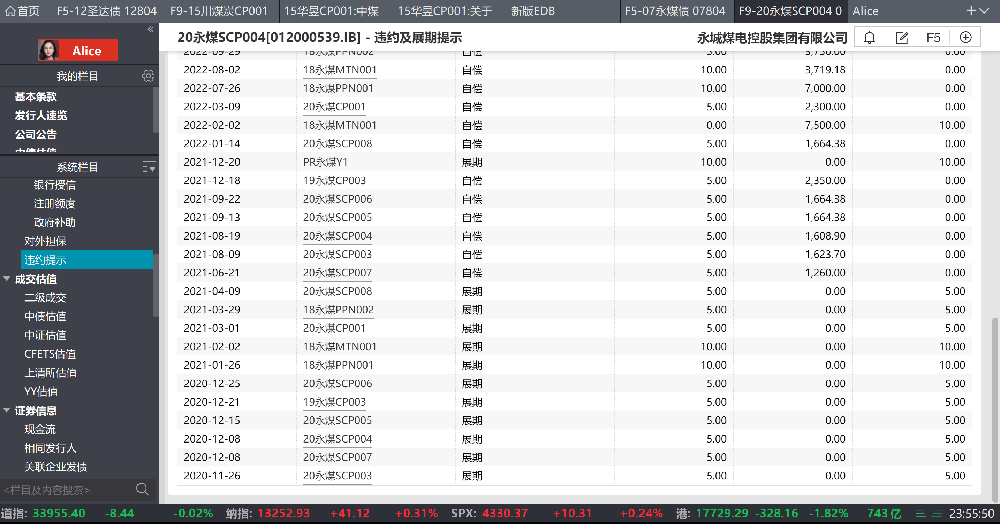 首页 F5-12圣达债 12804 F9-15川煤炭CP001 15华昱CP001:中煤 15华昱CP001:关于 新版EDB F5-07永煤债 07804 F9-20永煤SCP004 0 Alice
Alice
我的栏目
基本条款
发行人速览
公司公告
中债估值
系统栏目
银行授信
注册额度
政府补助
对外担保
违约提示
成交估值
二级成交
中债估值
中证估值
CFETS估值
上清所估值
YY估值
证券信息
现金流
相同发行人
关联企业发债
<栏目及内容搜索>
20永煤SCP004[012000539.IB] - 违约及展期提示 永城煤电控股集团有限公司 F5
2022-09-29 18永煤PPN002 自偿 5.00 3,750.00 0.00
2022-08-02 18永煤MTN001 自偿 10.00 3,719.18 0.00
2022-07-26 18永煤PPN001 自偿 10.00 7,000.00 0.00
2022-03-09 20永煤CP001 自偿 5.00 2,300.00 0.00
2022-02-02 18永煤MTN001 自偿 0.00 7,500.00 10.00
2022-01-14 20永煤SCP008 自偿 5.00 1,664.38 0.00
2021-12-20 PR永煤Y1 展期 10.00 0.00 10.00
2021-12-18 19永煤CP003 自偿 5.00 2,350.00 0.00
2021-09-22 20永煤SCP006 自偿 5.00 1,664.38 0.00
2021-09-13 20永煤SCP005 自偿 5.00 1,664.38 0.00
2021-08-19 20永煤SCP004 自偿 5.00 1,608.90 0.00
2021-08-09 20永煤SCP003 自偿 5.00 1,623.70 0.00
2021-06-21 20永煤SCP007 自偿 5.00 1,260.00 0.00
2021-04-09 20永煤SCP008 展期 5.00 0.00 5.00
2021-03-29 18永煤PPN002 展期 5.00 0.00 5.00
2021-03-01 20永煤CP001 展期 5.00 0.00 5.00
2021-02-02 18永煤MTN001 展期 10.00 0.00 10.00
2021-01-26 18永煤PPN001 展期 10.00 0.00 10.00
2020-12-25 20永煤SCP006 展期 5.00 0.00 5.00
2020-12-21 19永煤CP003 展期 5.00 0.00 5.00
2020-12-15 20永煤SCP005 展期 5.00 0.00 5.00
2020-12-08 20永煤SCP004 展期 5.00 0.00 5.00
2020-12-08 20永煤SCP007 展期 5.00 0.00 5.00
2020-11-26 20永煤SCP003 展期 5.00 0.00 5.00
道指: 33955.40 -8.44 -0.02% 纳指: 13252.93 +41.12 +0.31% SPX: 4330.37 +10.31 +0.24% 港: 17729.29 -328.16 -1.82% 743亿 23:55:50